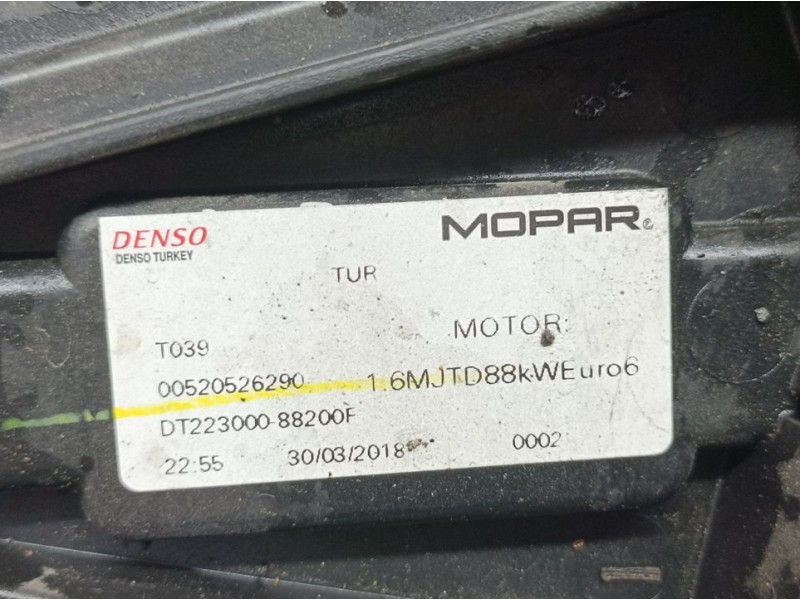 DENSO
DENSO TURKEY
MOPAR®
TUR
MOTOR:
T039
00520526290
1.6MJTD88kWEuro6
DT223000-88200F
22:55 30/03/2018 0002